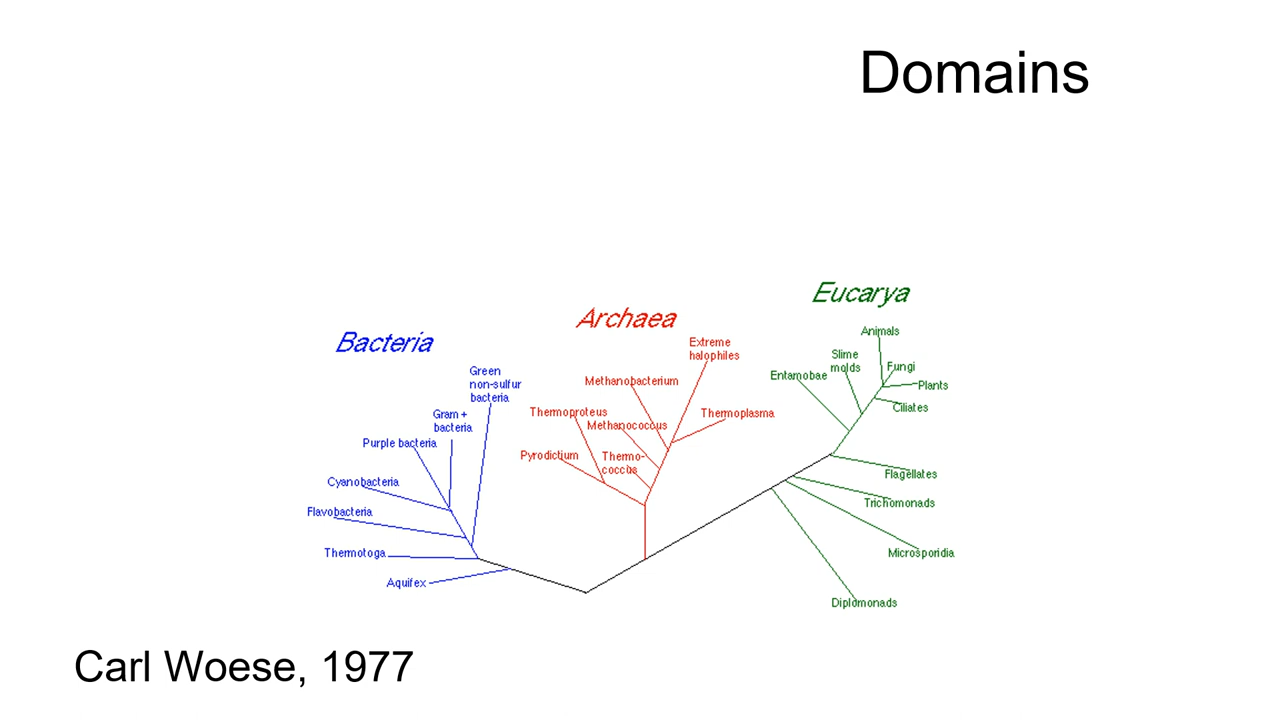 Domains
Eucarya
Archaea
Bacteria
Animals
Extreme
halophiles
Slime
molds
Fungi
Green
non-sulfur
bacteria
Entamobae
Methanobacterium
Plants
Ciliates
Gram +
bacteria
Thermoproteus
Thermoplasma
Methanococcus
Purple bacteria
Pyrodictium
Thermo-
coccus
Flagellates
Cyanobacteria
Trichomonads
Flavobacteria
Thermotoga
Microsporidia
Aquifex
Diplomonads
Carl Woese, 1977